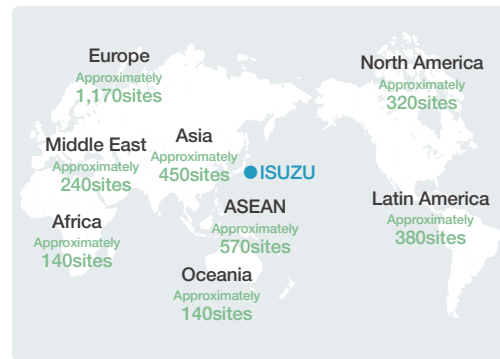 Europe
Approximately
1,170sites
North America
Approximately
320sites
Middle East
Approximately
240sites
Asia
Approximately
450sites
ISUZU
Africa
Approximately
140sites
ASEAN
Approximately
570sites
Latin America
Approximately
380sites
Oceania
Approximately
140sites